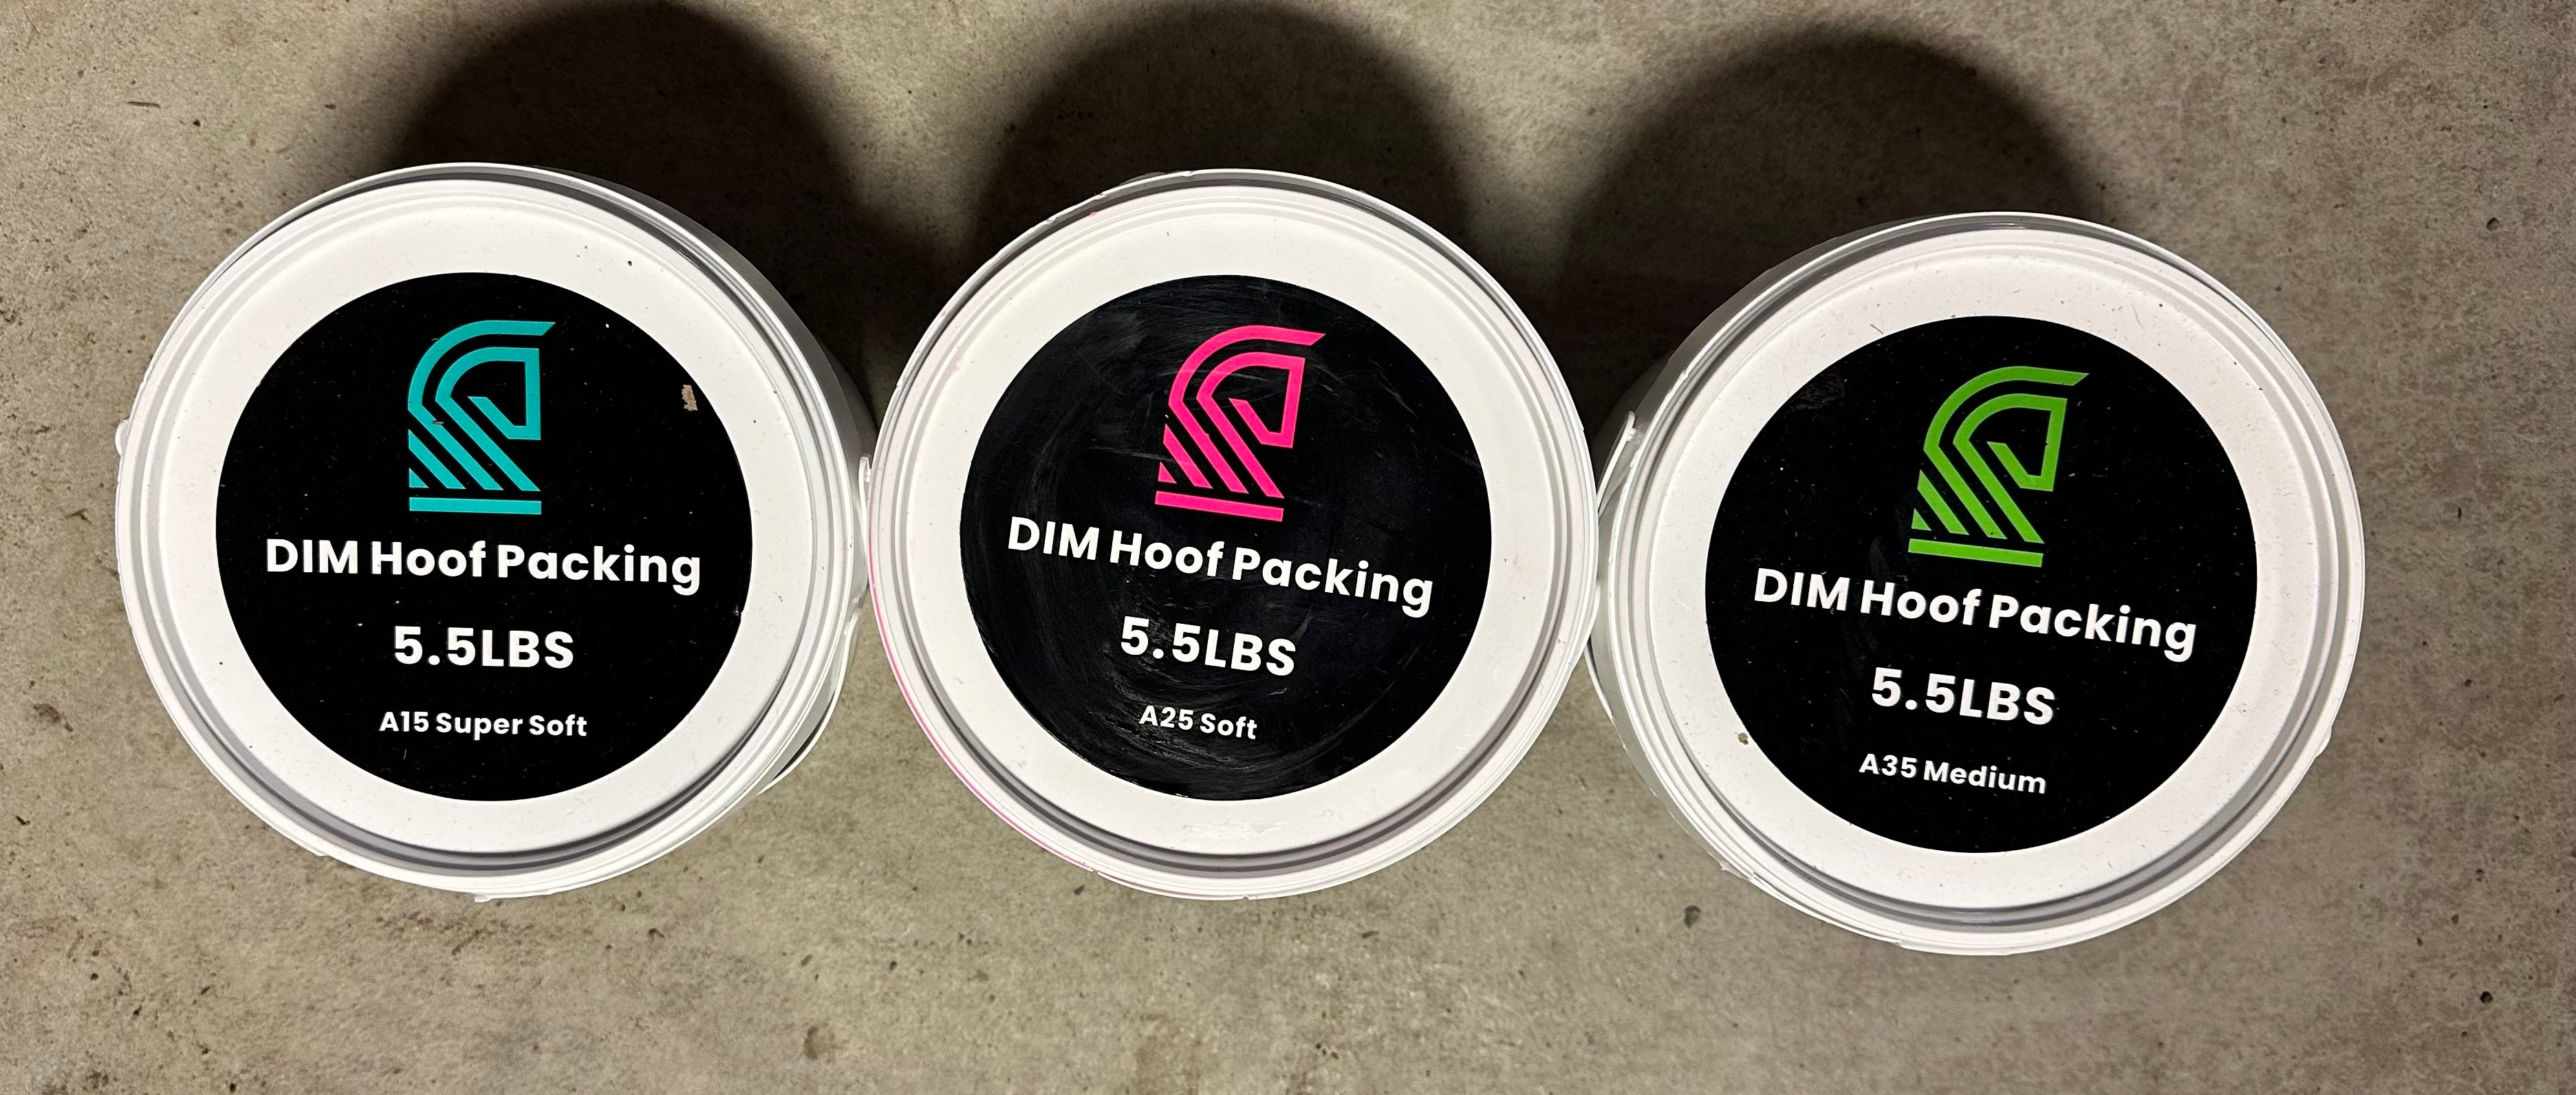 DIM Hoof Packing
5.5LBS
A15 Super Soft
DIM Hoof Packing
5.5LBS
A25 Soft
DIM Hoof Packing
5.5LBS
A35 Medium